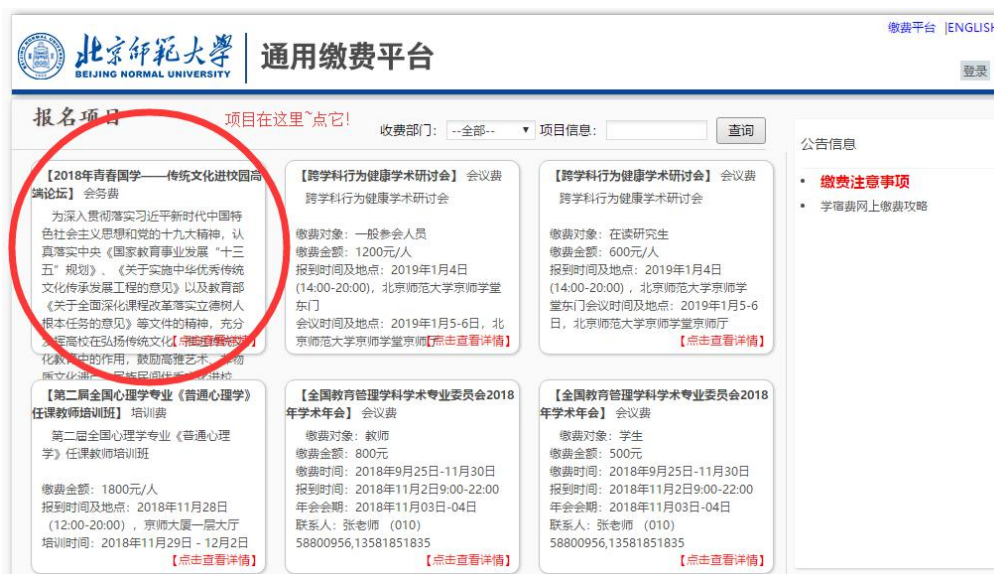 缴费平台 |ENGLISH
北京师范大学
BEIJING NORMAL UNIVERSITY
通用缴费平台
登录
报名项目
项目在这里~点它!
收费部门: --全部-- ▼ 项目信息: 查询
【2018年青春国学——传统文化进校园高
端论坛】 会务费
为深入贯彻落实习近平新时代中国特
色社会主义思想和党的十九大精神，认
真落实中央《国家教育事业发展“十三
五”规划》、《关于实施中华优秀传统
文化传承发展工程的意见》以及教育部
《关于全面深化课程改革落实立德树人
根本任务的意见》等文件的精神，充分
发挥高校在弘扬传统文化
【点击查看详情】
化教育中的作用，鼓励高雅艺术、非物
【跨学科行为健康学术研讨会】 会议费
跨学科行为健康学术研讨会
缴费对象：一般参会人员
缴费金额：1200元/人
报到时间及地点：2019年1月4日
(14:00-20:00)，北京师范大学京师学堂
东门
会议时间及地点：2019年1月5-6日，北
京师范大学京师学堂京师厅
【点击查看详情】
【跨学科行为健康学术研讨会】 会议费
跨学科行为健康学术研讨会
缴费对象：在读研究生
缴费金额：600元/人
报到时间及地点：2019年1月4日
(14:00-20:00) ，北京师范大学京师学
堂东门会议时间及地点：2019年1月5-6
日，北京师范大学京师学堂京师厅
【点击查看详情】
【第二届全国心理学专业《普通心理学》
任课教师培训班】 培训费
第二届全国心理学专业《普通心理
学》任课教师培训班
缴费金额：1800元/人
报到时间及地点：2018年11月28日
（12:00-20:00），京师大厦一层大厅
培训时间：2018年11月29日 - 12月2日
【点击查看详情】
【全国教育管理学科学术专业委员会2018
年学术年会】 会议费
缴费对象：教师
缴费金额：800元
缴费时间：2018年9月25日-11月30日
报到时间：2018年11月2日9:00-22:00
年会会期：2018年11月03日-04日
联系人：张老师 （010）
58800956,13581851835
【点击查看详情】
【全国教育管理学科学术专业委员会2018
年学术年会】 会议费
缴费对象：学生
缴费金额：500元
缴费时间：2018年9月25日-11月30日
报到时间：2018年11月2日9:00-22:00
年会会期：2018年11月03日-04日
联系人：张老师 （010）
58800956,13581851835
【点击查看详情】
公告信息
• 缴费注意事项
• 学宿费网上缴费攻略